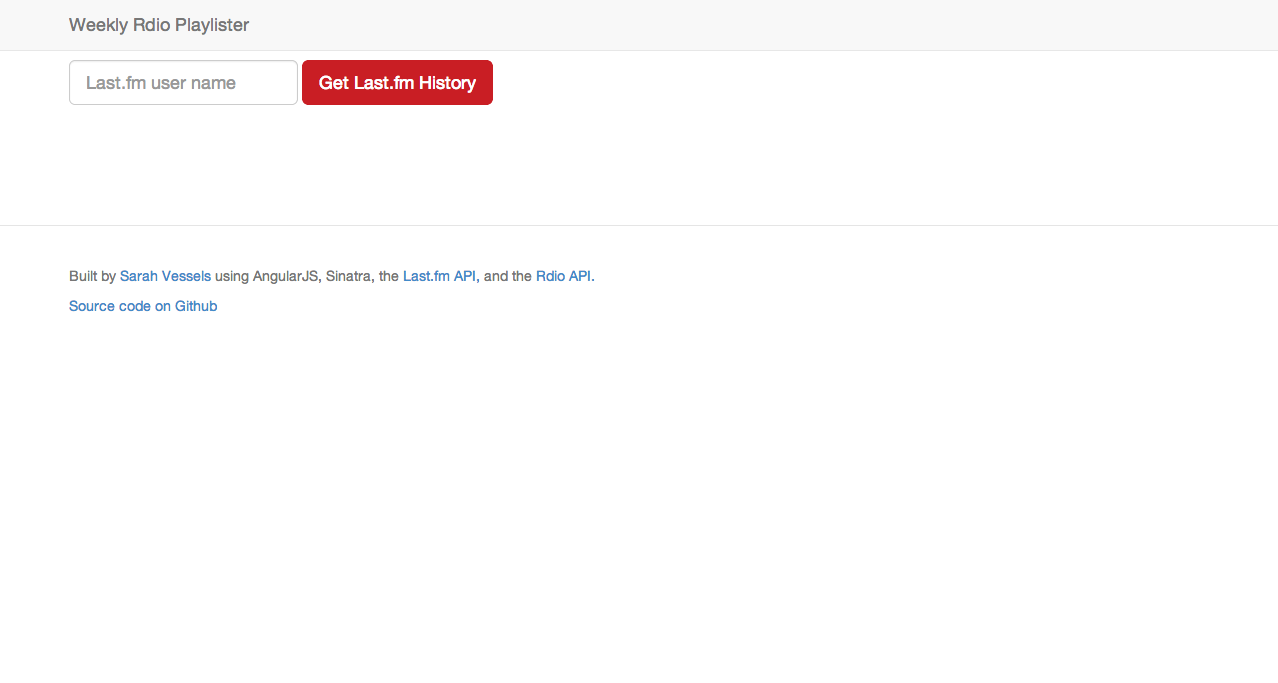 Weekly Rdio Playlister
Last.fm user name Get Last.fm History
Built by Sarah Vessels using AngularJS, Sinatra, the Last.fm API, and the Rdio API.
Source code on Github